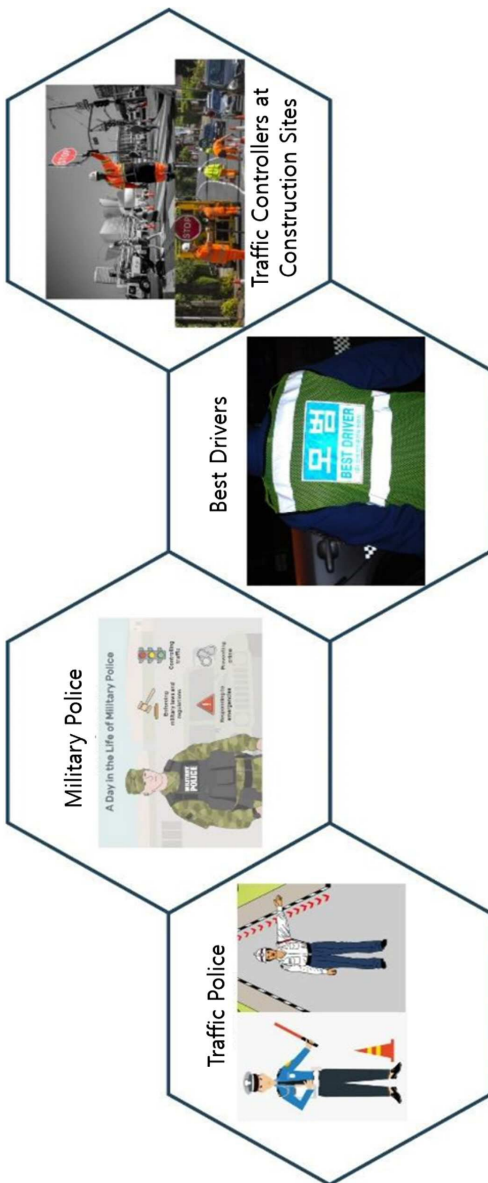 Traffic Police
Military Police
A Day in the Life of Military Police
MILITARY
POLICE
Enforcing
military laws and
regulations
Controlling
traffic
Responding to
emergencies
Preventing
crime
Best Drivers
모범
BEST DRIVER
Traffic Controllers at
Construction Sites
STOP